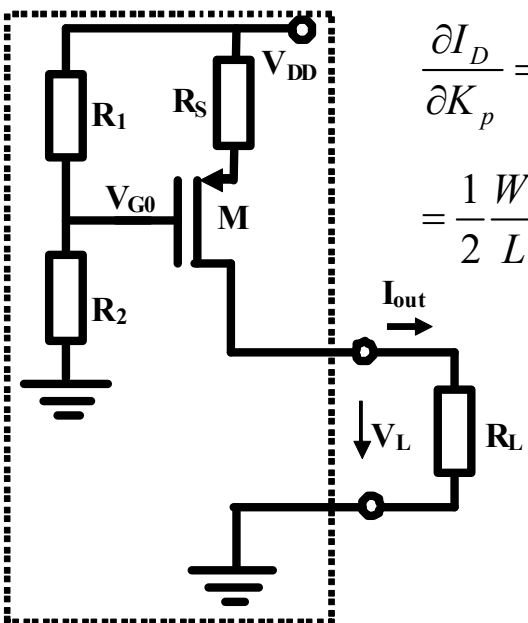 V_DD
R_1
R_S
V_G0
M
R_2
I_out
V_L
R_L
∂I_D / ∂K_p =
= 1/2 W/L